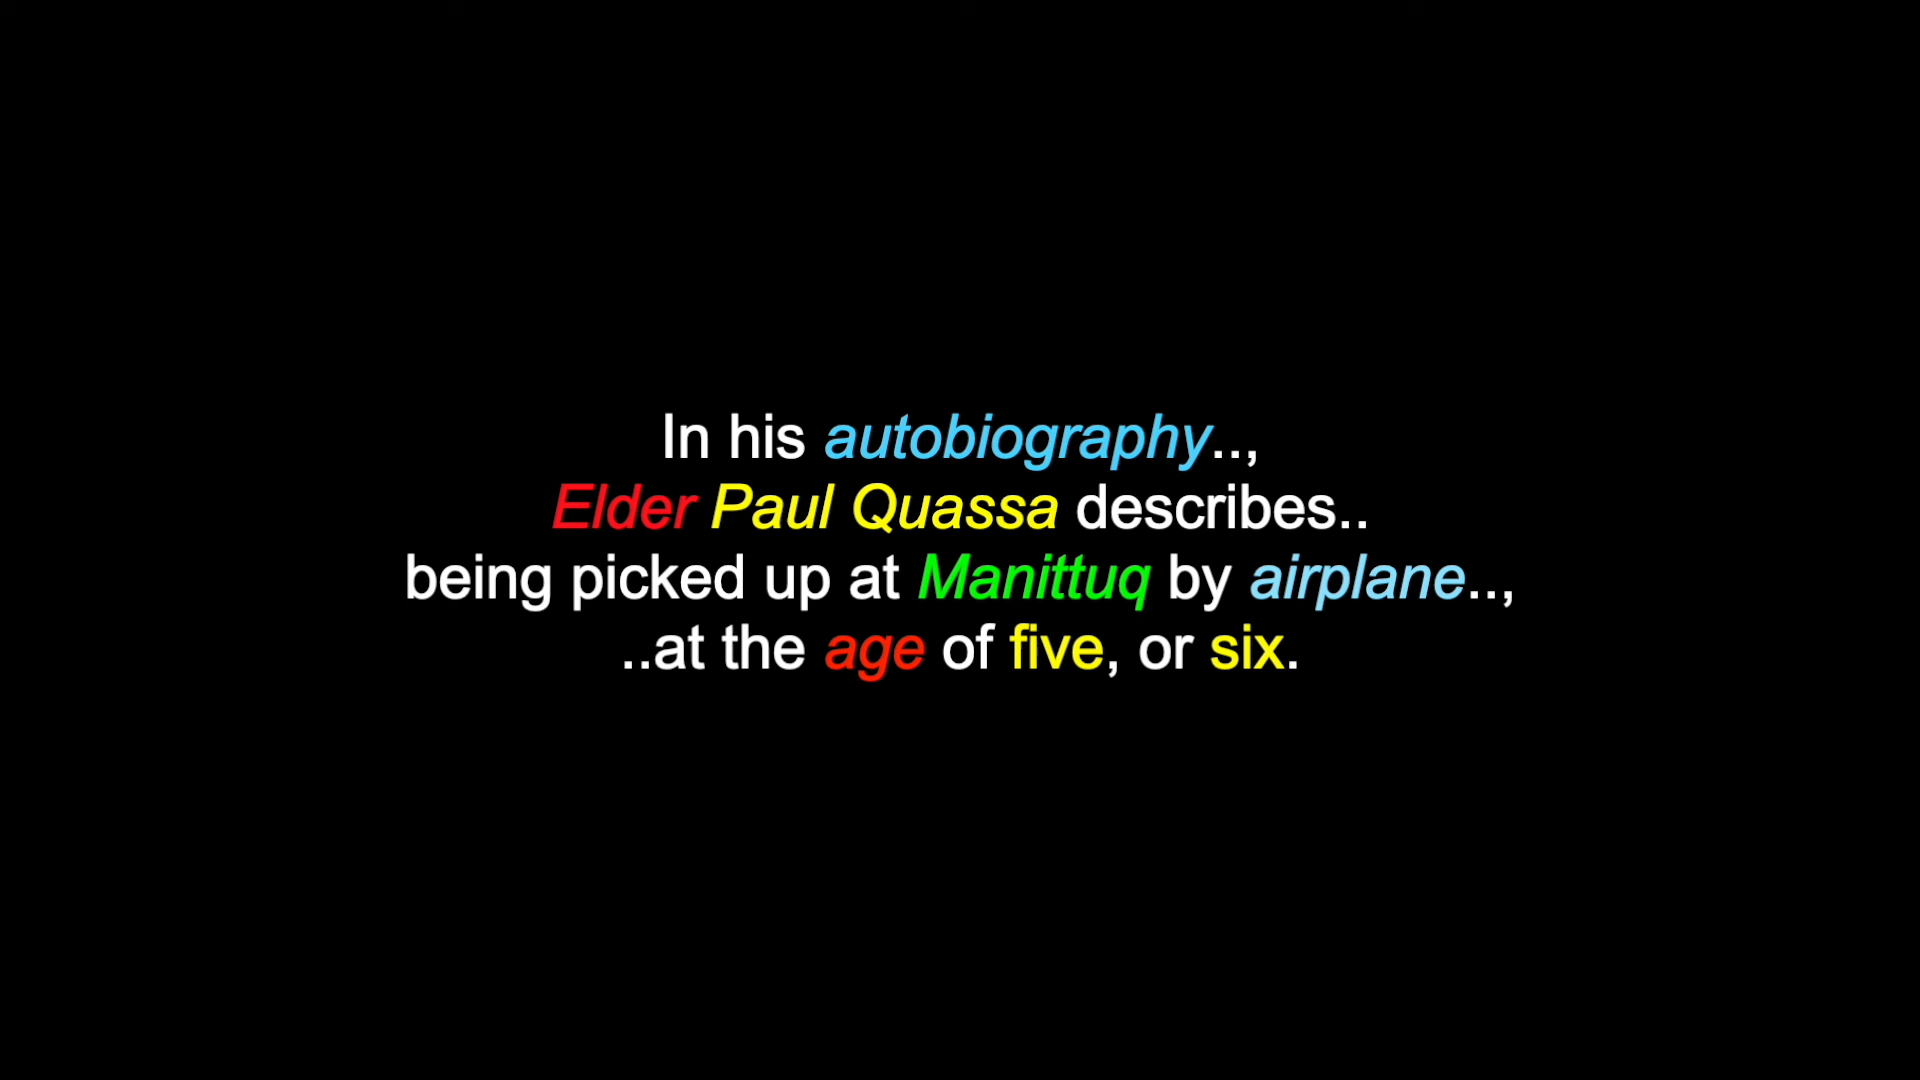 In his autobiography..,
Elder Paul Quassa describes..
being picked up at Manittuq by airplane..,
..at the age of five, or six.